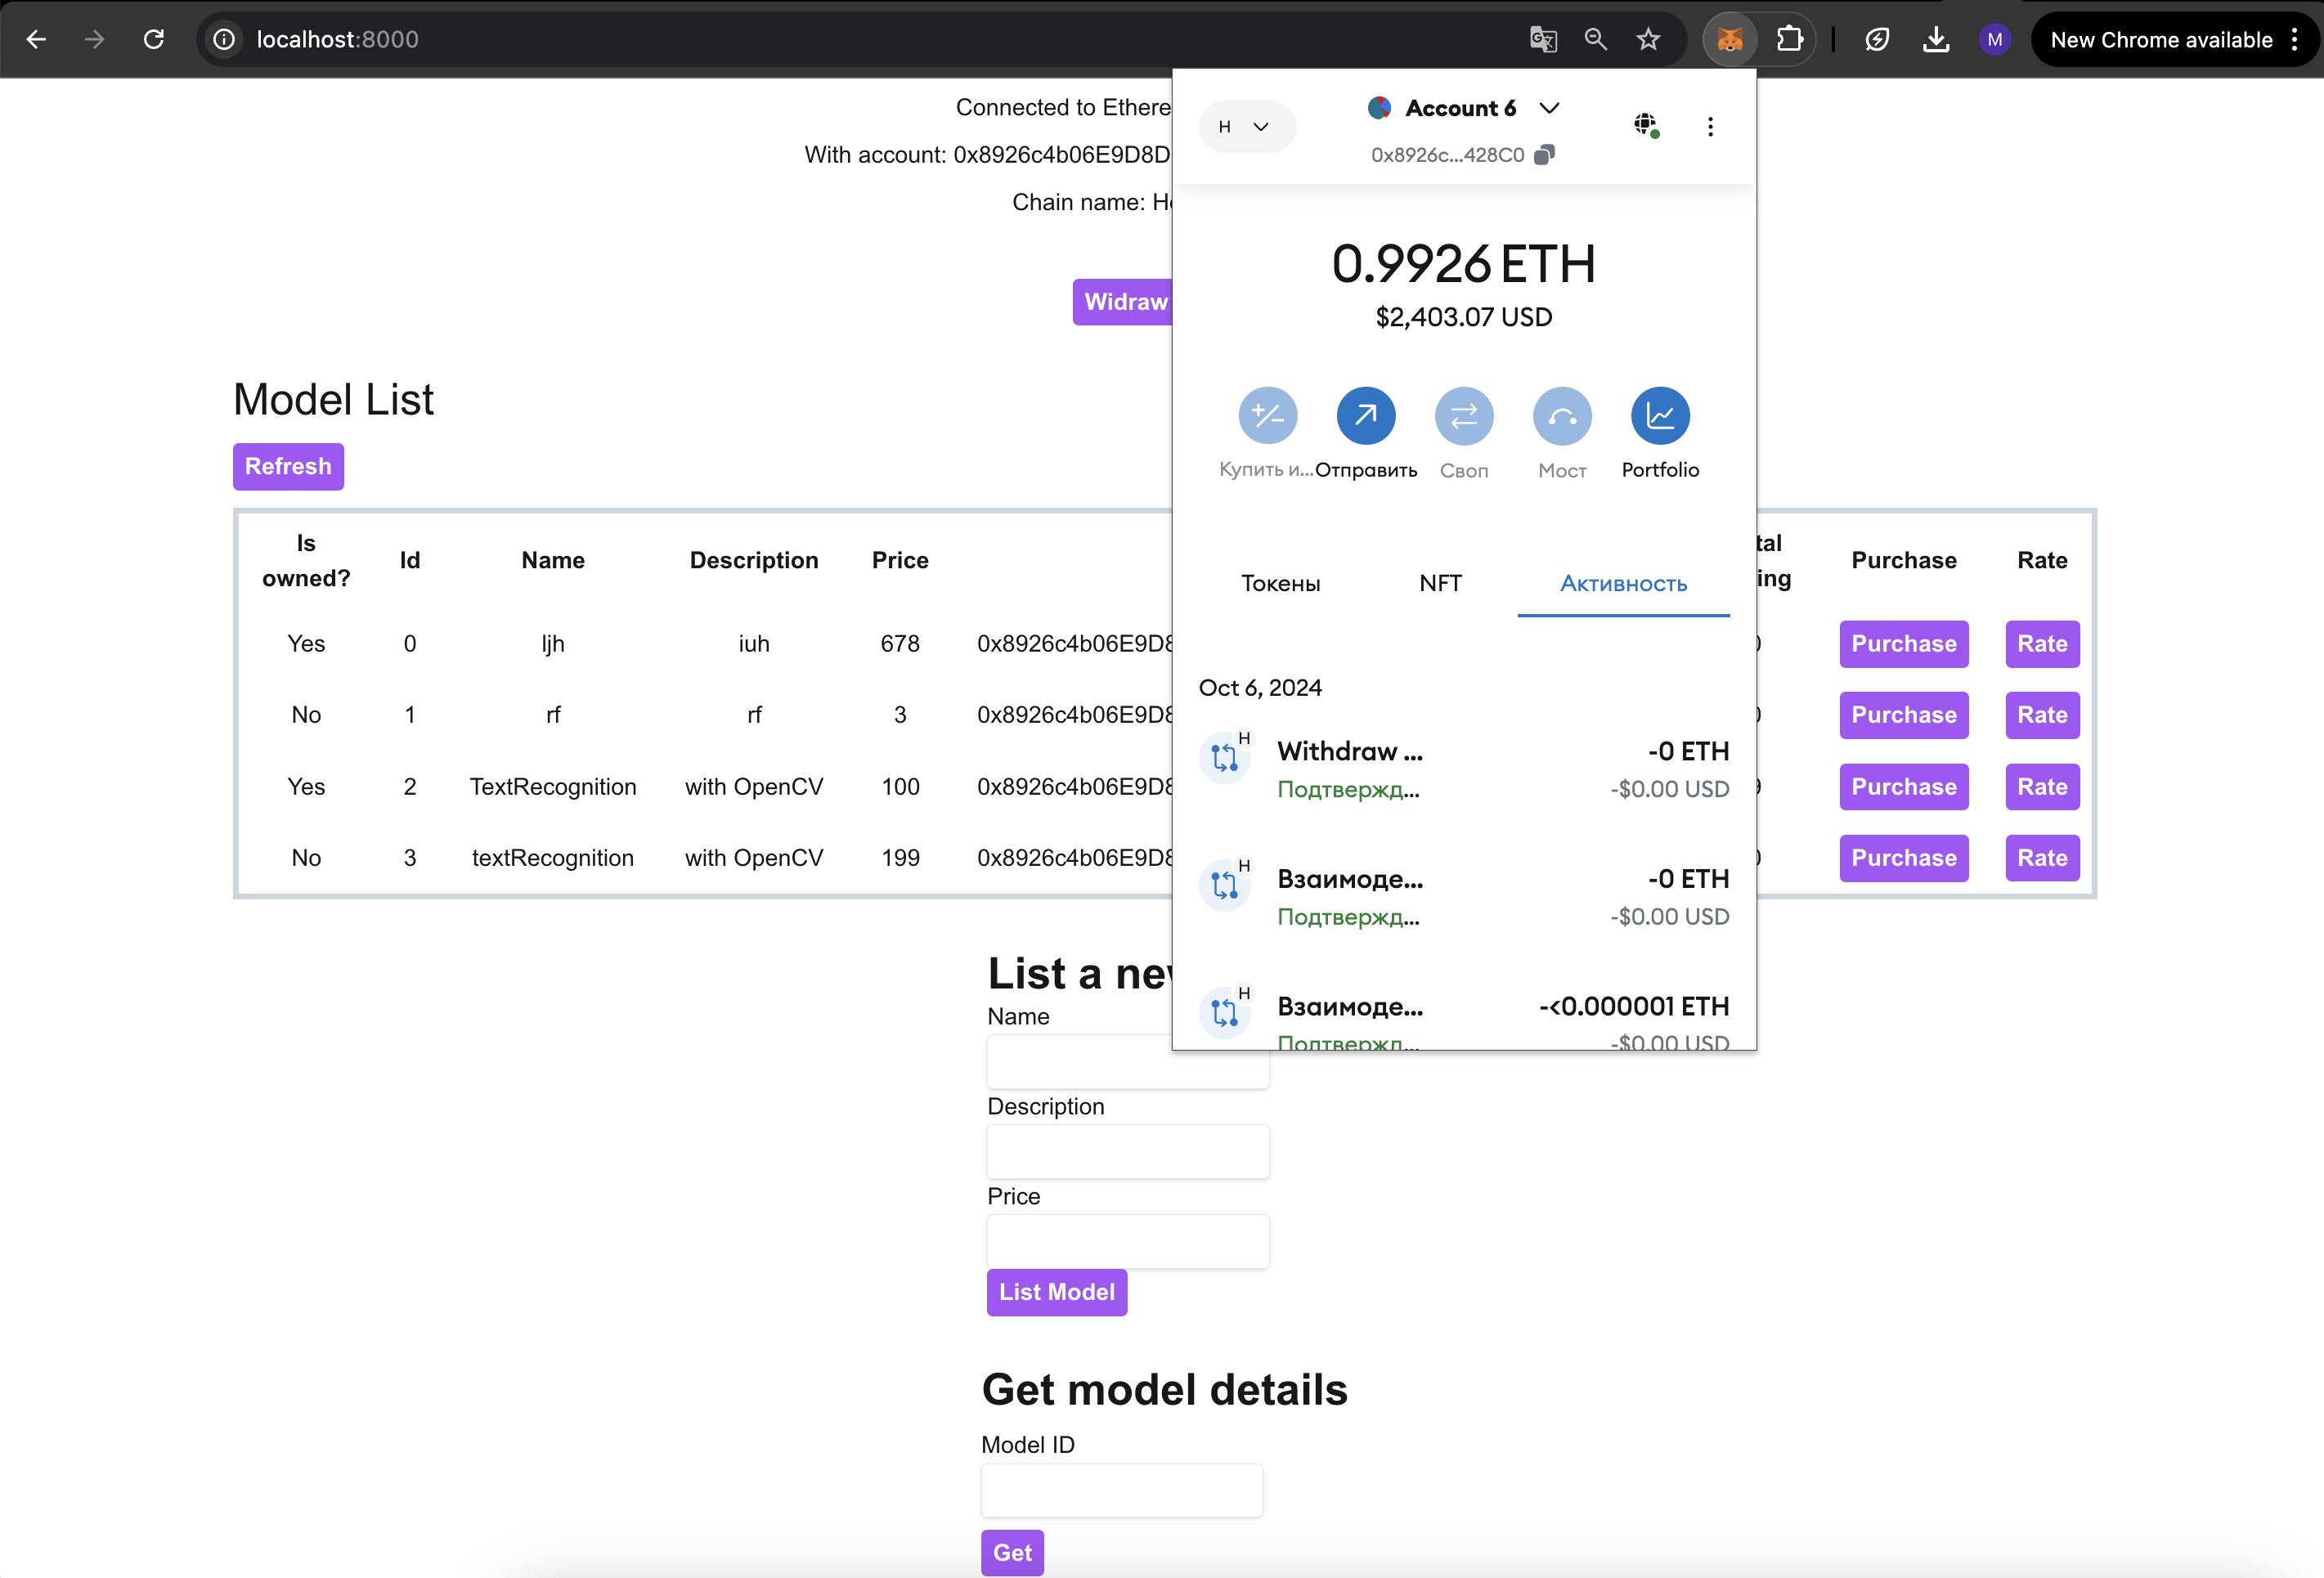 localhost:8000
M
New Chrome available
Connected to Ethere
With account: 0x8926c4b06E9D8D
Chain name: H
Widraw
H
Account 6
0x8926c...428C0
0.9926 ETH
$2,403.07 USD
Купить и...
Отправить
Своп
Мост
Portfolio
Токены
NFT
Активность
Oct 6, 2024
H
Withdraw ...
-0 ETH
Подтвержд...
-$0.00 USD
H
Взаимоде...
-0 ETH
Подтвержд...
-$0.00 USD
H
Взаимоде...
-<0.000001 ETH
Подтвержд...
-$0.00 USD
Model List
Refresh
Is owned? Id Name Description Price tal ing Purchase Rate
Yes 0 ljh iuh 678 0x8926c4b06E9D8 Purchase Rate
No 1 rf rf 3 0x8926c4b06E9D8 Purchase Rate
Yes 2 TextRecognition with OpenCV 100 0x8926c4b06E9D8 Purchase Rate
No 3 textRecognition with OpenCV 199 0x8926c4b06E9D8 Purchase Rate
List a ne
Name
Description
Price
List Model
Get model details
Model ID
Get